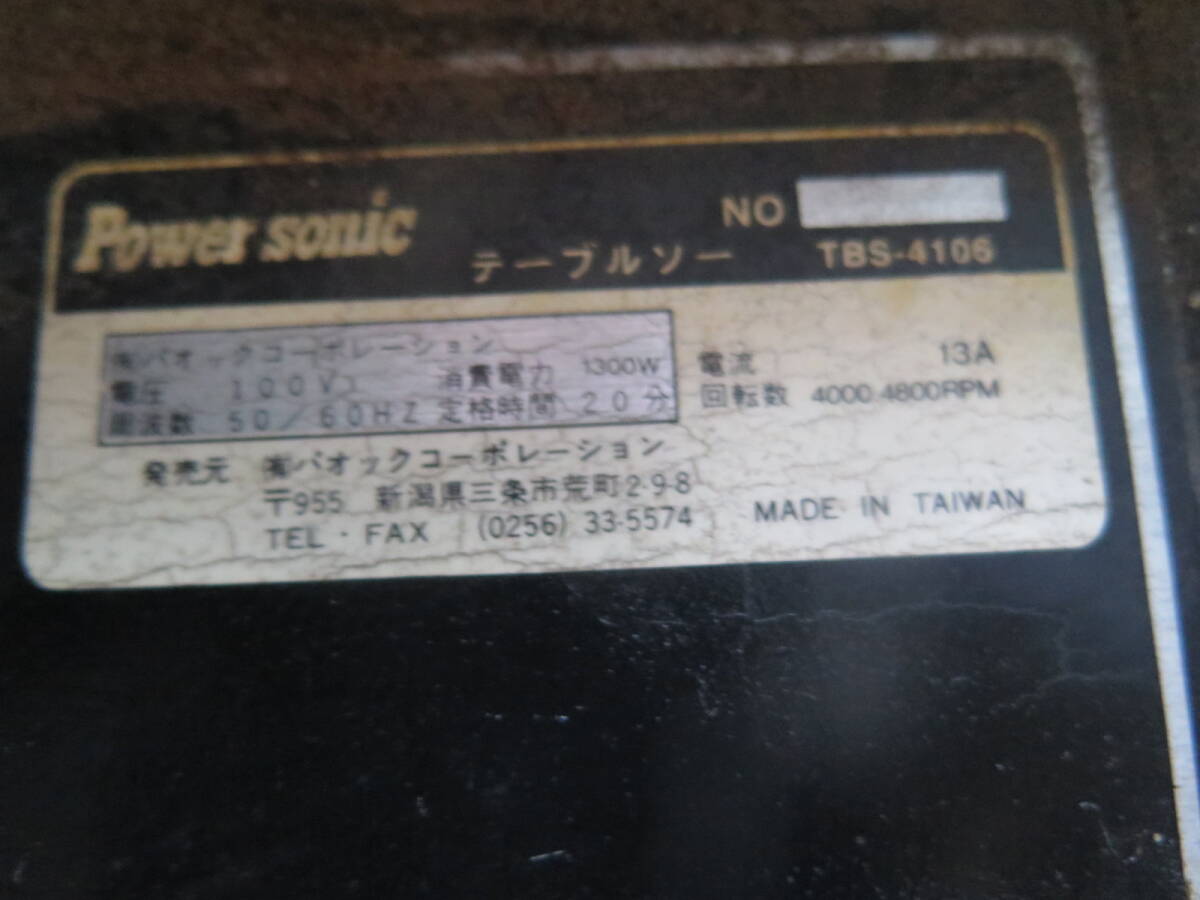 Power sonic
NO
テーブルソー TBS-4106
㈲パオックコーポレーション
電圧 100V 消費電力 1300W
周波数 50/60HZ 定格時間 20分
電流 13A
回転数 4000·4800RPM
発売元 ㈲パオックコーポレーション
〒955 新潟県三条市荒町2-9-8
TEL・FAX (0256)33-5574
MADE IN TAIWAN